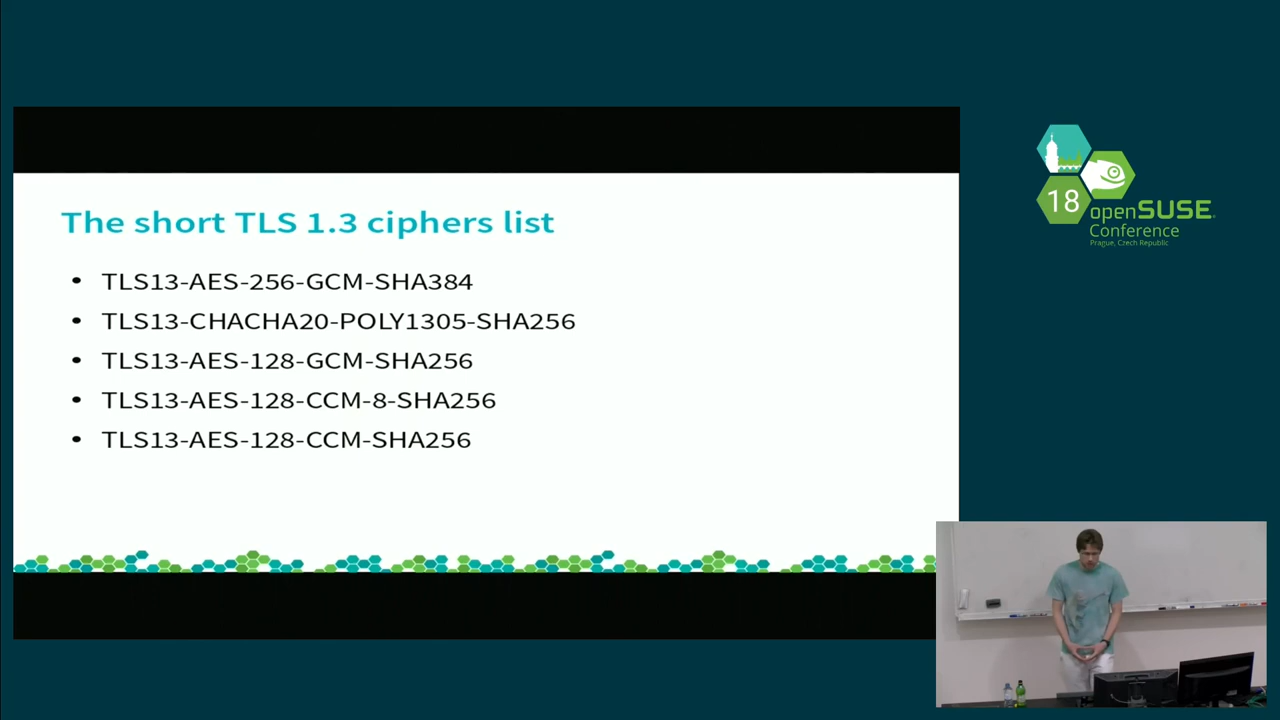 The short TLS 1.3 ciphers list
• TLS13-AES-256-GCM-SHA384
• TLS13-CHACHA20-POLY1305-SHA256
• TLS13-AES-128-GCM-SHA256
• TLS13-AES-128-CCM-8-SHA256
• TLS13-AES-128-CCM-SHA256
18
openSUSE
Conference
Prague, Czech Republic